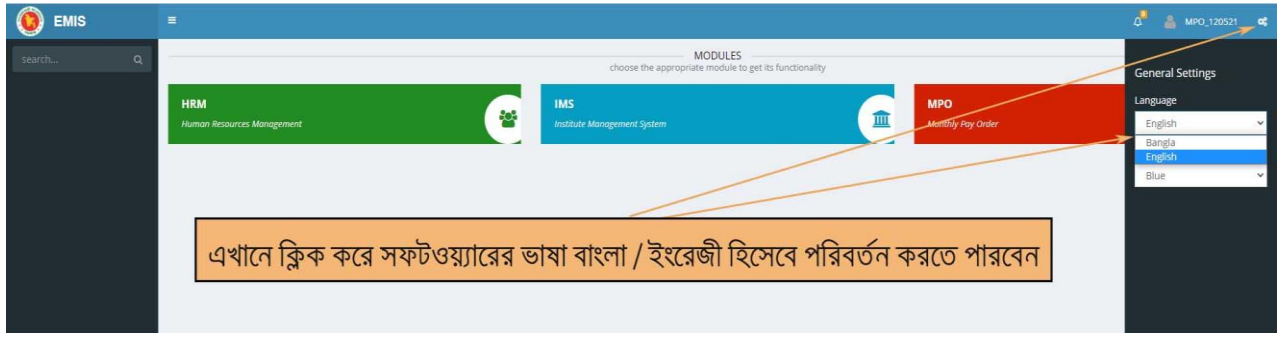 EMIS
MPO_120521
search...
MODULES
choose the appropriate module to get its functionality
General Settings
HRM
Human Resources Management
IMS
Institute Management System
MPO
Monthly Pay Order
Language
English
Bangla
English
Blue
এখানে ক্লিক করে সফটওয়্যারের ভাষা বাংলা / ইংরেজী হিসেবে পরিবর্তন করতে পারবেন